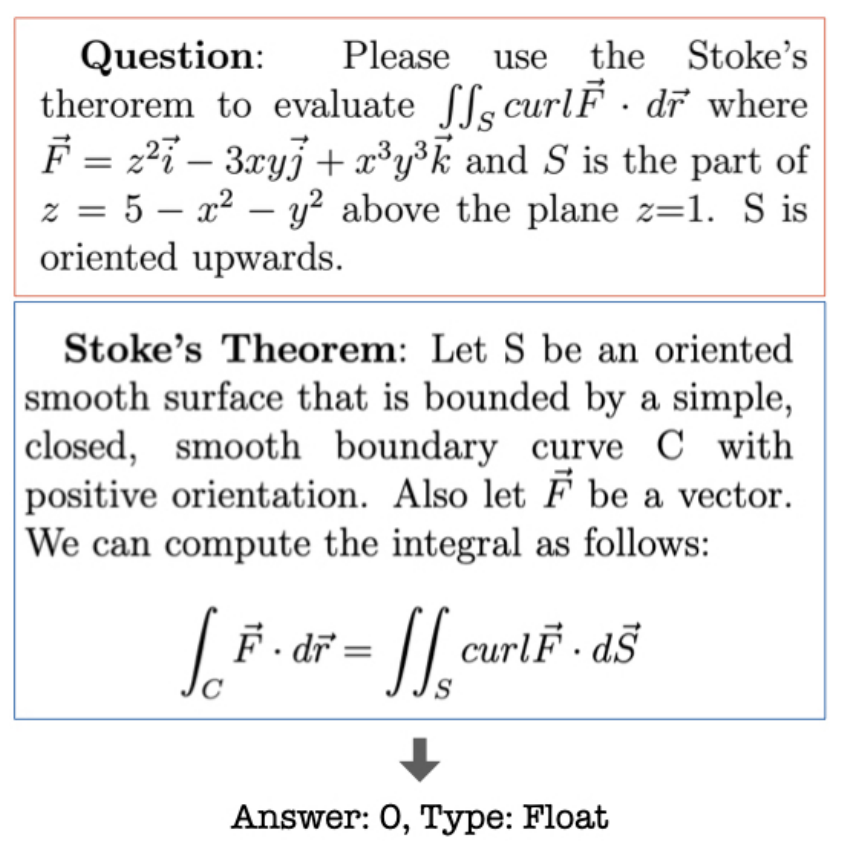 Question: Please use the Stoke's
therorem to evaluate ∬_S curlF⃗ · dr⃗ where
F⃗ = z²i⃗ − 3xyj⃗ + x³y³k⃗ and S is the part of
z = 5 − x² − y² above the plane z=1. S is
oriented upwards.
Stoke's Theorem: Let S be an oriented
smooth surface that is bounded by a simple,
closed, smooth boundary curve C with
positive orientation. Also let F⃗ be a vector.
We can compute the integral as follows:
∫_C F⃗ · dr⃗ = ∬_S curlF⃗ · dS⃗
Answer: 0, Type: Float